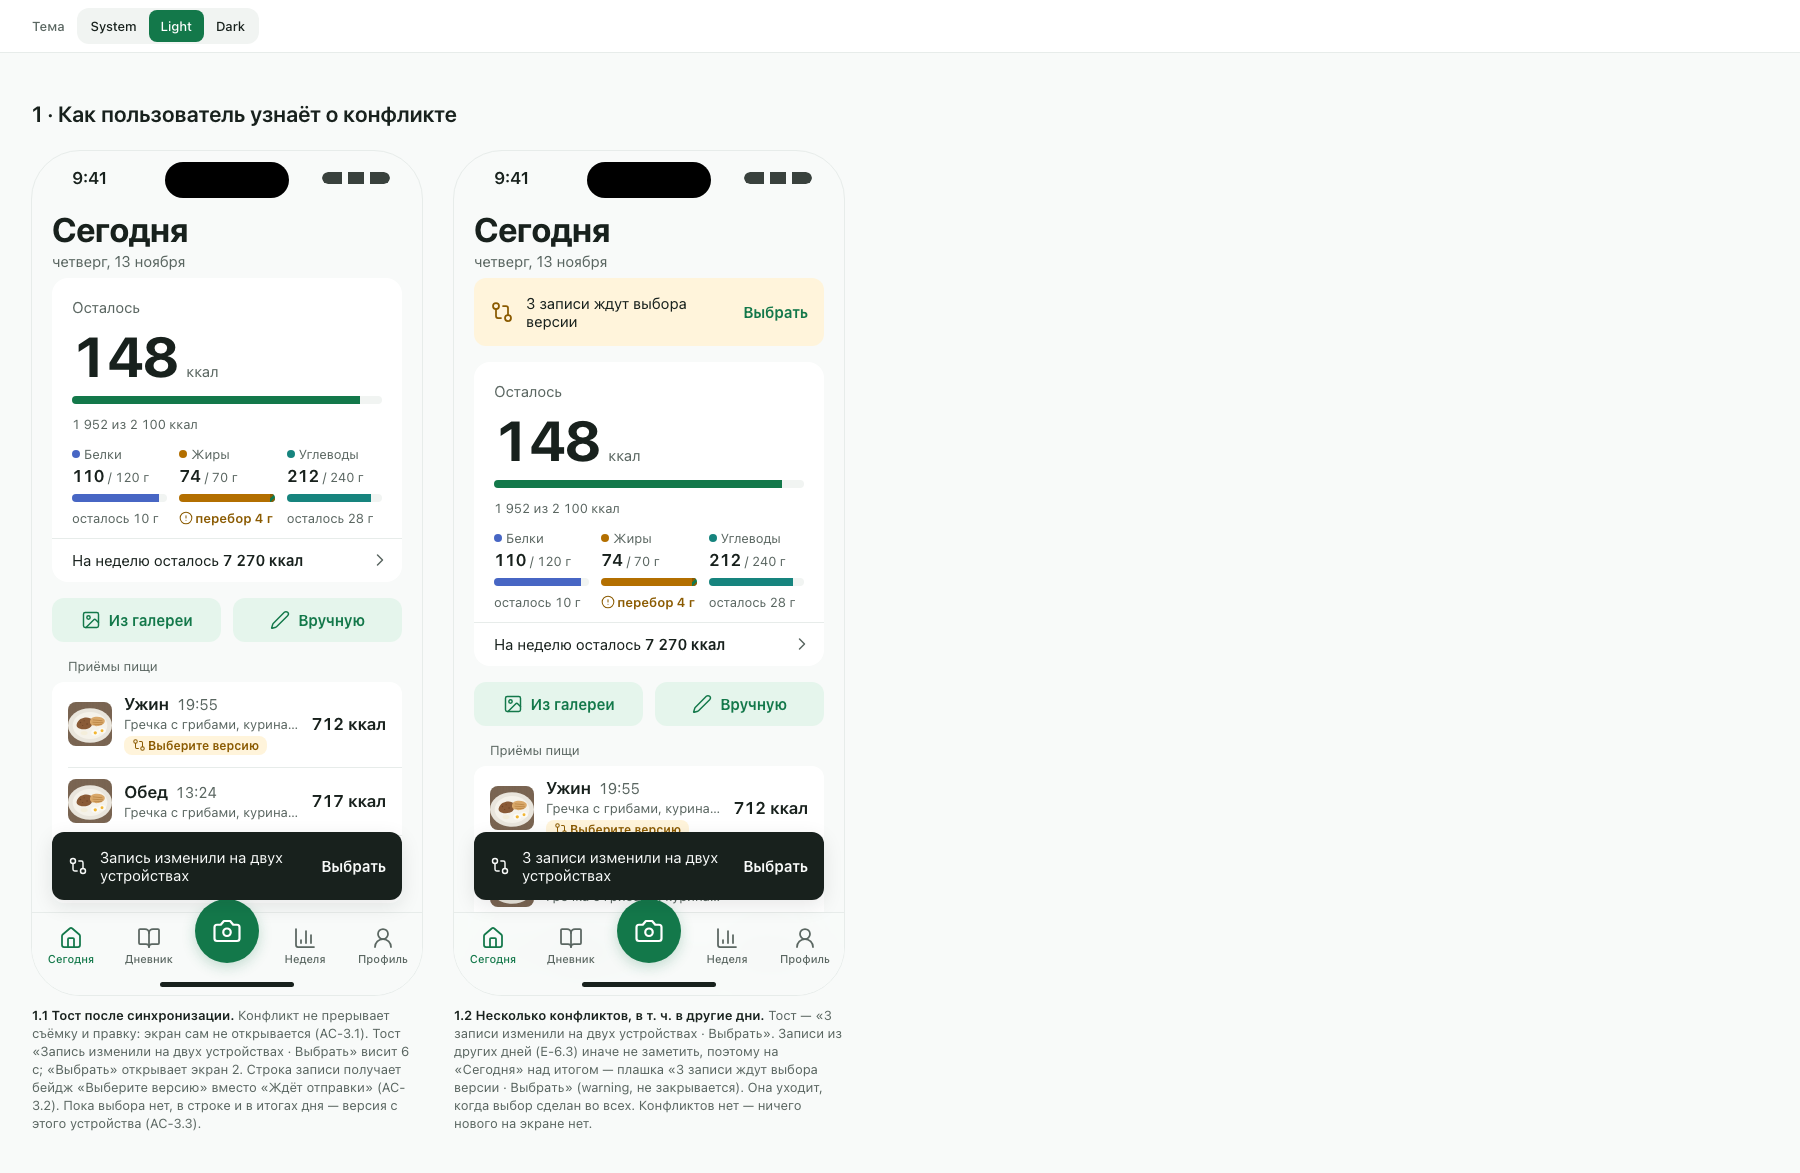 Тема System Light Dark
1 · Как пользователь узнаёт о конфликте
9:41
Сегодня
четверг, 13 ноября
Осталось
148 ккал
1 952 из 2 100 ккал
Белки Жиры Углеводы
110 / 120 г 74 / 70 г 212 / 240 г
осталось 10 г перебор 4 г осталось 28 г
На неделю осталось 7 270 ккал
Из галереи Вручную
Приёмы пищи
Ужин 19:55
Гречка с грибами, курина... 712 ккал
Выберите версию
Обед 13:24
Гречка с грибами, курина... 717 ккал
Запись изменили на двух
устройствах
Выбрать
Сегодня Дневник Неделя Профиль
1.1 Тост после синхронизации. Конфликт не прерывает
съёмку и правку: экран сам не открывается (AC-3.1). Тост
«Запись изменили на двух устройствах · Выбрать» висит 6
с; «Выбрать» открывает экран 2. Строка записи получает
бейдж «Выберите версию» вместо «Ждёт отправки» (AC-
3.2). Пока выбора нет, в строке и в итогах дня — версия с
этого устройства (AC-3.3).
9:41
Сегодня
четверг, 13 ноября
3 записи ждут выбора
версии
Выбрать
Осталось
148 ккал
1 952 из 2 100 ккал
Белки Жиры Углеводы
110 / 120 г 74 / 70 г 212 / 240 г
осталось 10 г перебор 4 г осталось 28 г
На неделю осталось 7 270 ккал
Из галереи Вручную
Приёмы пищи
Ужин 19:55
Гречка с грибами, курина... 712 ккал
Выберите версию
3 записи изменили на двух
устройствах
Выбрать
Сегодня Дневник Неделя Профиль
1.2 Несколько конфликтов, в т. ч. в другие дни. Тост — «3
записи изменили на двух устройствах · Выбрать». Записи из
других дней (E-6.3) иначе не заметить, поэтому на
«Сегодня» над итогом — плашка «3 записи ждут выбора
версии · Выбрать» (warning, не закрывается). Она уходит,
когда выбор сделан во всех. Конфликтов нет — ничего
нового на экране нет.